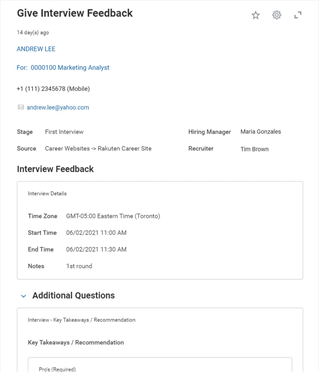 Give Interview Feedback
14 day(s) ago
ANDREW LEE
For: 0000100 Marketing Analyst
+1 (111) 2345678 (Mobile)
andrew.lee@yahoo.com
Stage First Interview Hiring Manager Maria Gonzales
Source Career Websites -> Rakuten Career Site Recruiter Tim Brown
Interview Feedback
Interview Details
Time Zone GMT-05:00 Eastern Time (Toronto)
Start Time 06/02/2021 11:00 AM
End Time 06/02/2021 11:30 AM
Notes 1st round
Additional Questions
Interview - Key Takeaways / Recommendation
Key Takeaways / Recommendation
Pro's (Required)